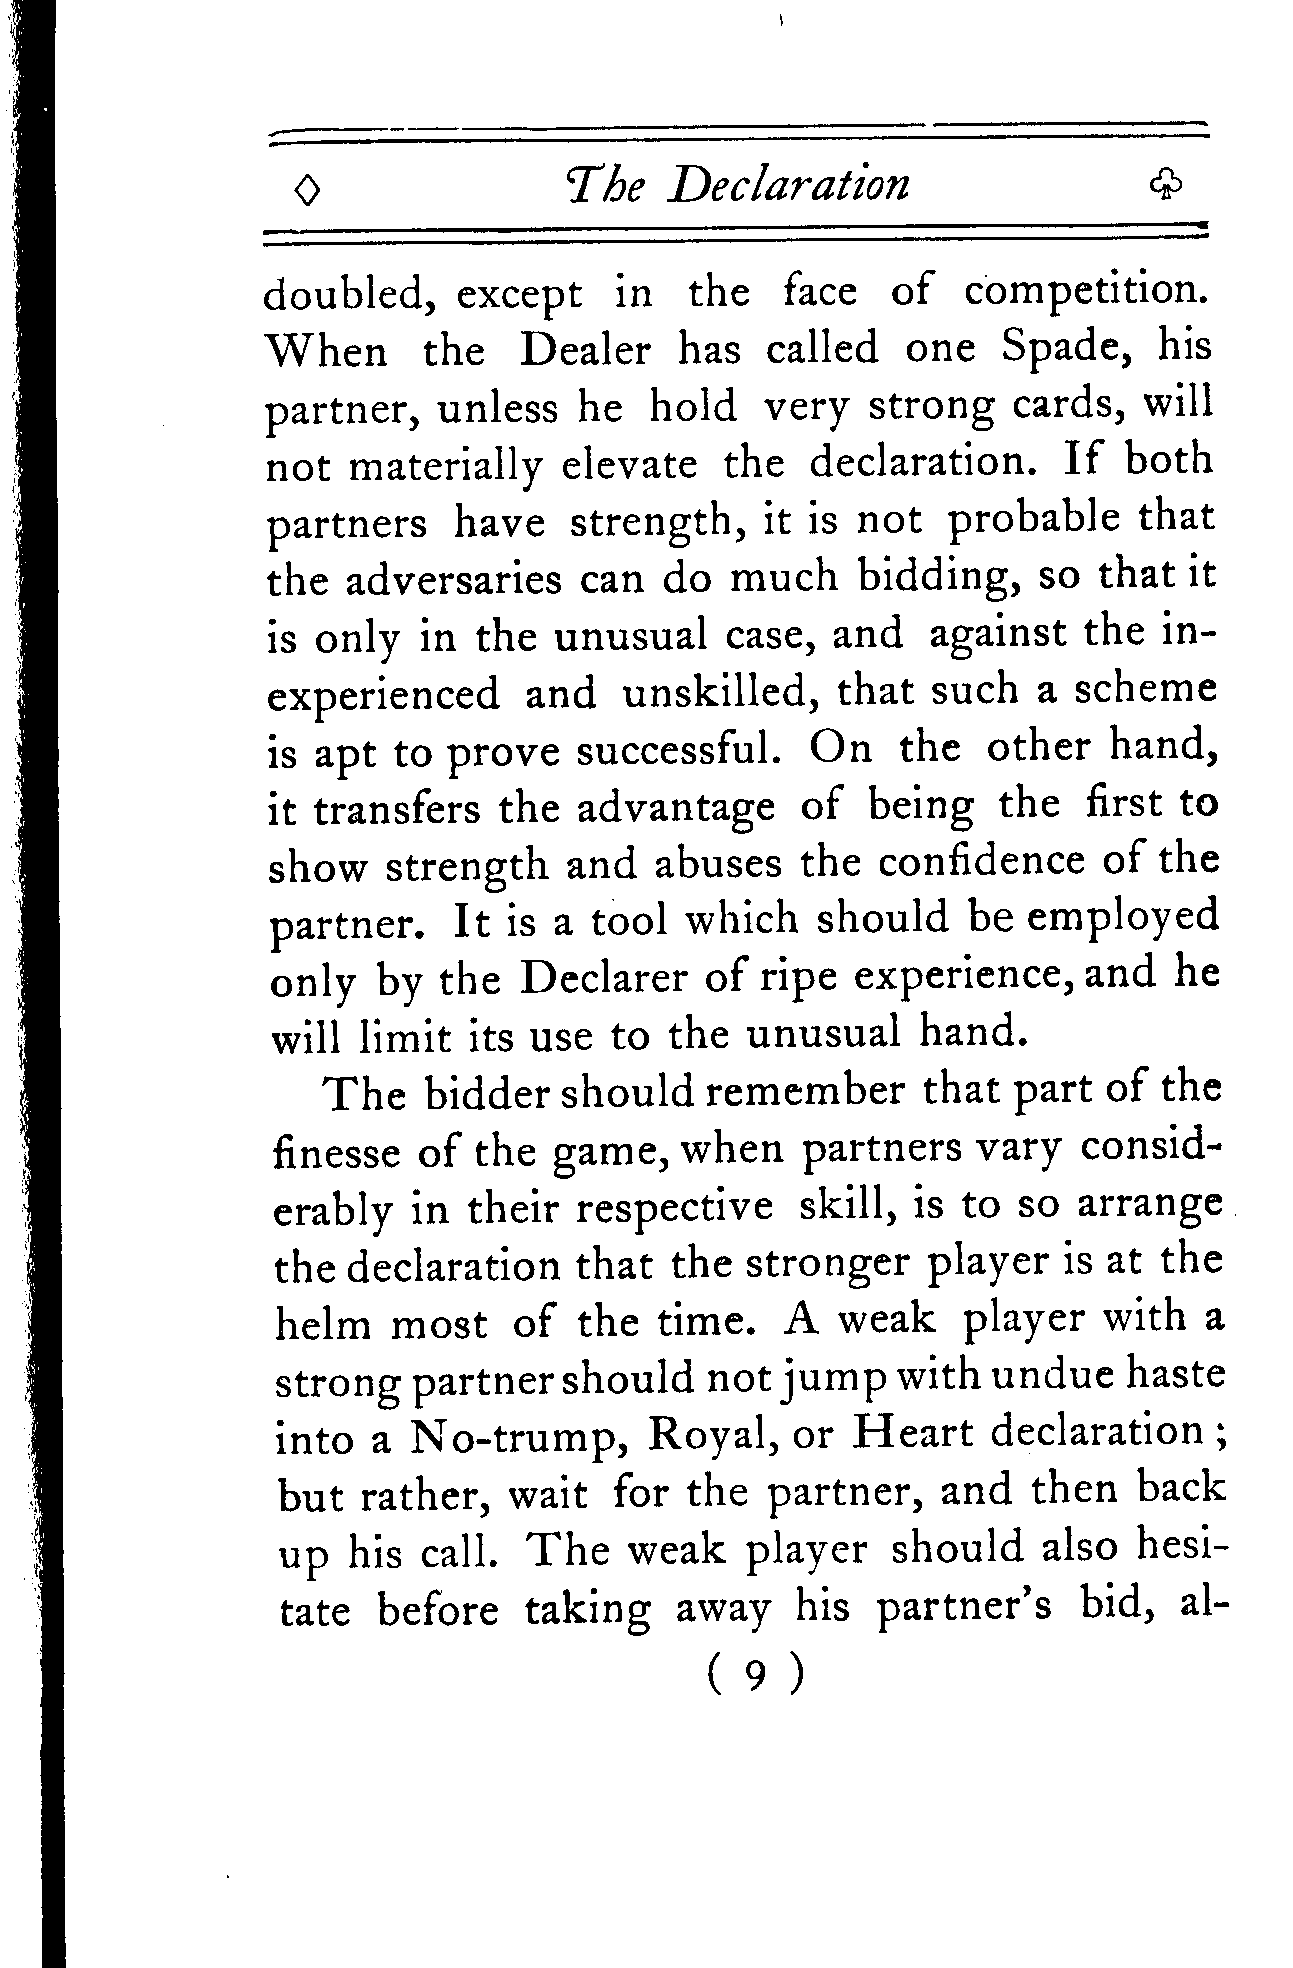 ◇ The Declaration ♧
doubled, except in the face of competition.
When the Dealer has called one Spade, his
partner, unless he hold very strong cards, will
not materially elevate the declaration. If both
partners have strength, it is not probable that
the adversaries can do much bidding, so that it
is only in the unusual case, and against the in-
experienced and unskilled, that such a scheme
is apt to prove successful. On the other hand,
it transfers the advantage of being the first to
show strength and abuses the confidence of the
partner. It is a tool which should be employed
only by the Declarer of ripe experience, and he
will limit its use to the unusual hand.
The bidder should remember that part of the
finesse of the game, when partners vary consid-
erably in their respective skill, is to so arrange
the declaration that the stronger player is at the
helm most of the time. A weak player with a
strong partner should not jump with undue haste
into a No-trump, Royal, or Heart declaration ;
but rather, wait for the partner, and then back
up his call. The weak player should also hesi-
tate before taking away his partner's bid, al-
( 9 )